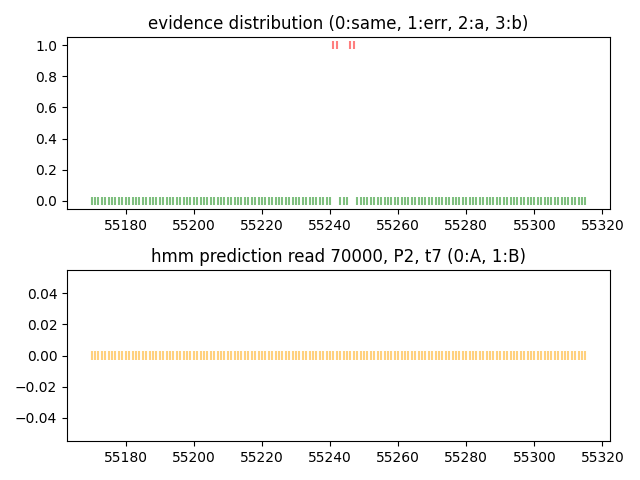 evidence distribution (0:same, 1:err, 2:a, 3:b)
1.0
0.8
0.6
0.4
0.2
0.0
55180 55200 55220 55240 55260 55280 55300 55320
hmm prediction read 70000, P2, t7 (0:A, 1:B)
0.04
0.02
0.00
−0.02
−0.04
55180 55200 55220 55240 55260 55280 55300 55320